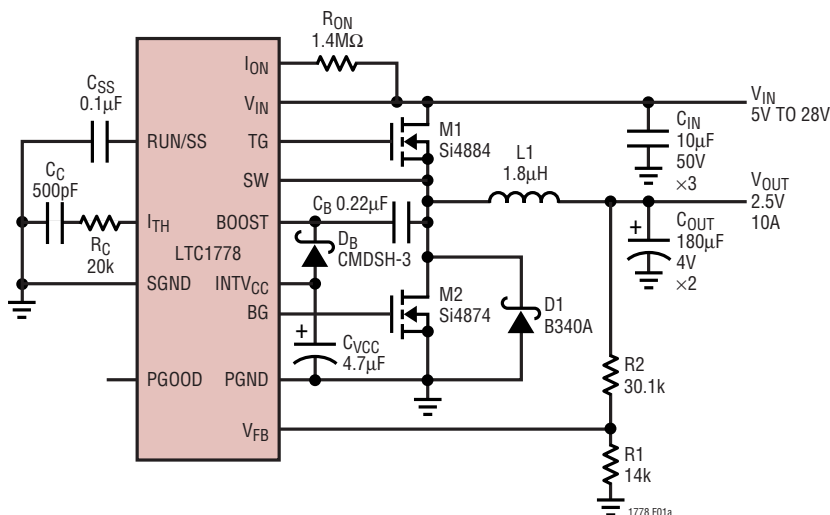 RON
1.4MΩ
ION
CSS
0.1µF
VIN
VIN
5V TO 28V
CIN
10µF
50V
×3
RUN/SS
TG
M1
Si4884
L1
1.8µH
CC
500pF
SW
VOUT
2.5V
10A
ITH
BOOST
CB 0.22µF
COUT
180µF
4V
×2
RC
20k
LTC1778
DB
CMDSH-3
SGND
INTVCC
BG
M2
Si4874
D1
B340A
CVCC
4.7µF
PGOOD
PGND
R2
30.1k
VFB
R1
14k
1778 F01a
+
+